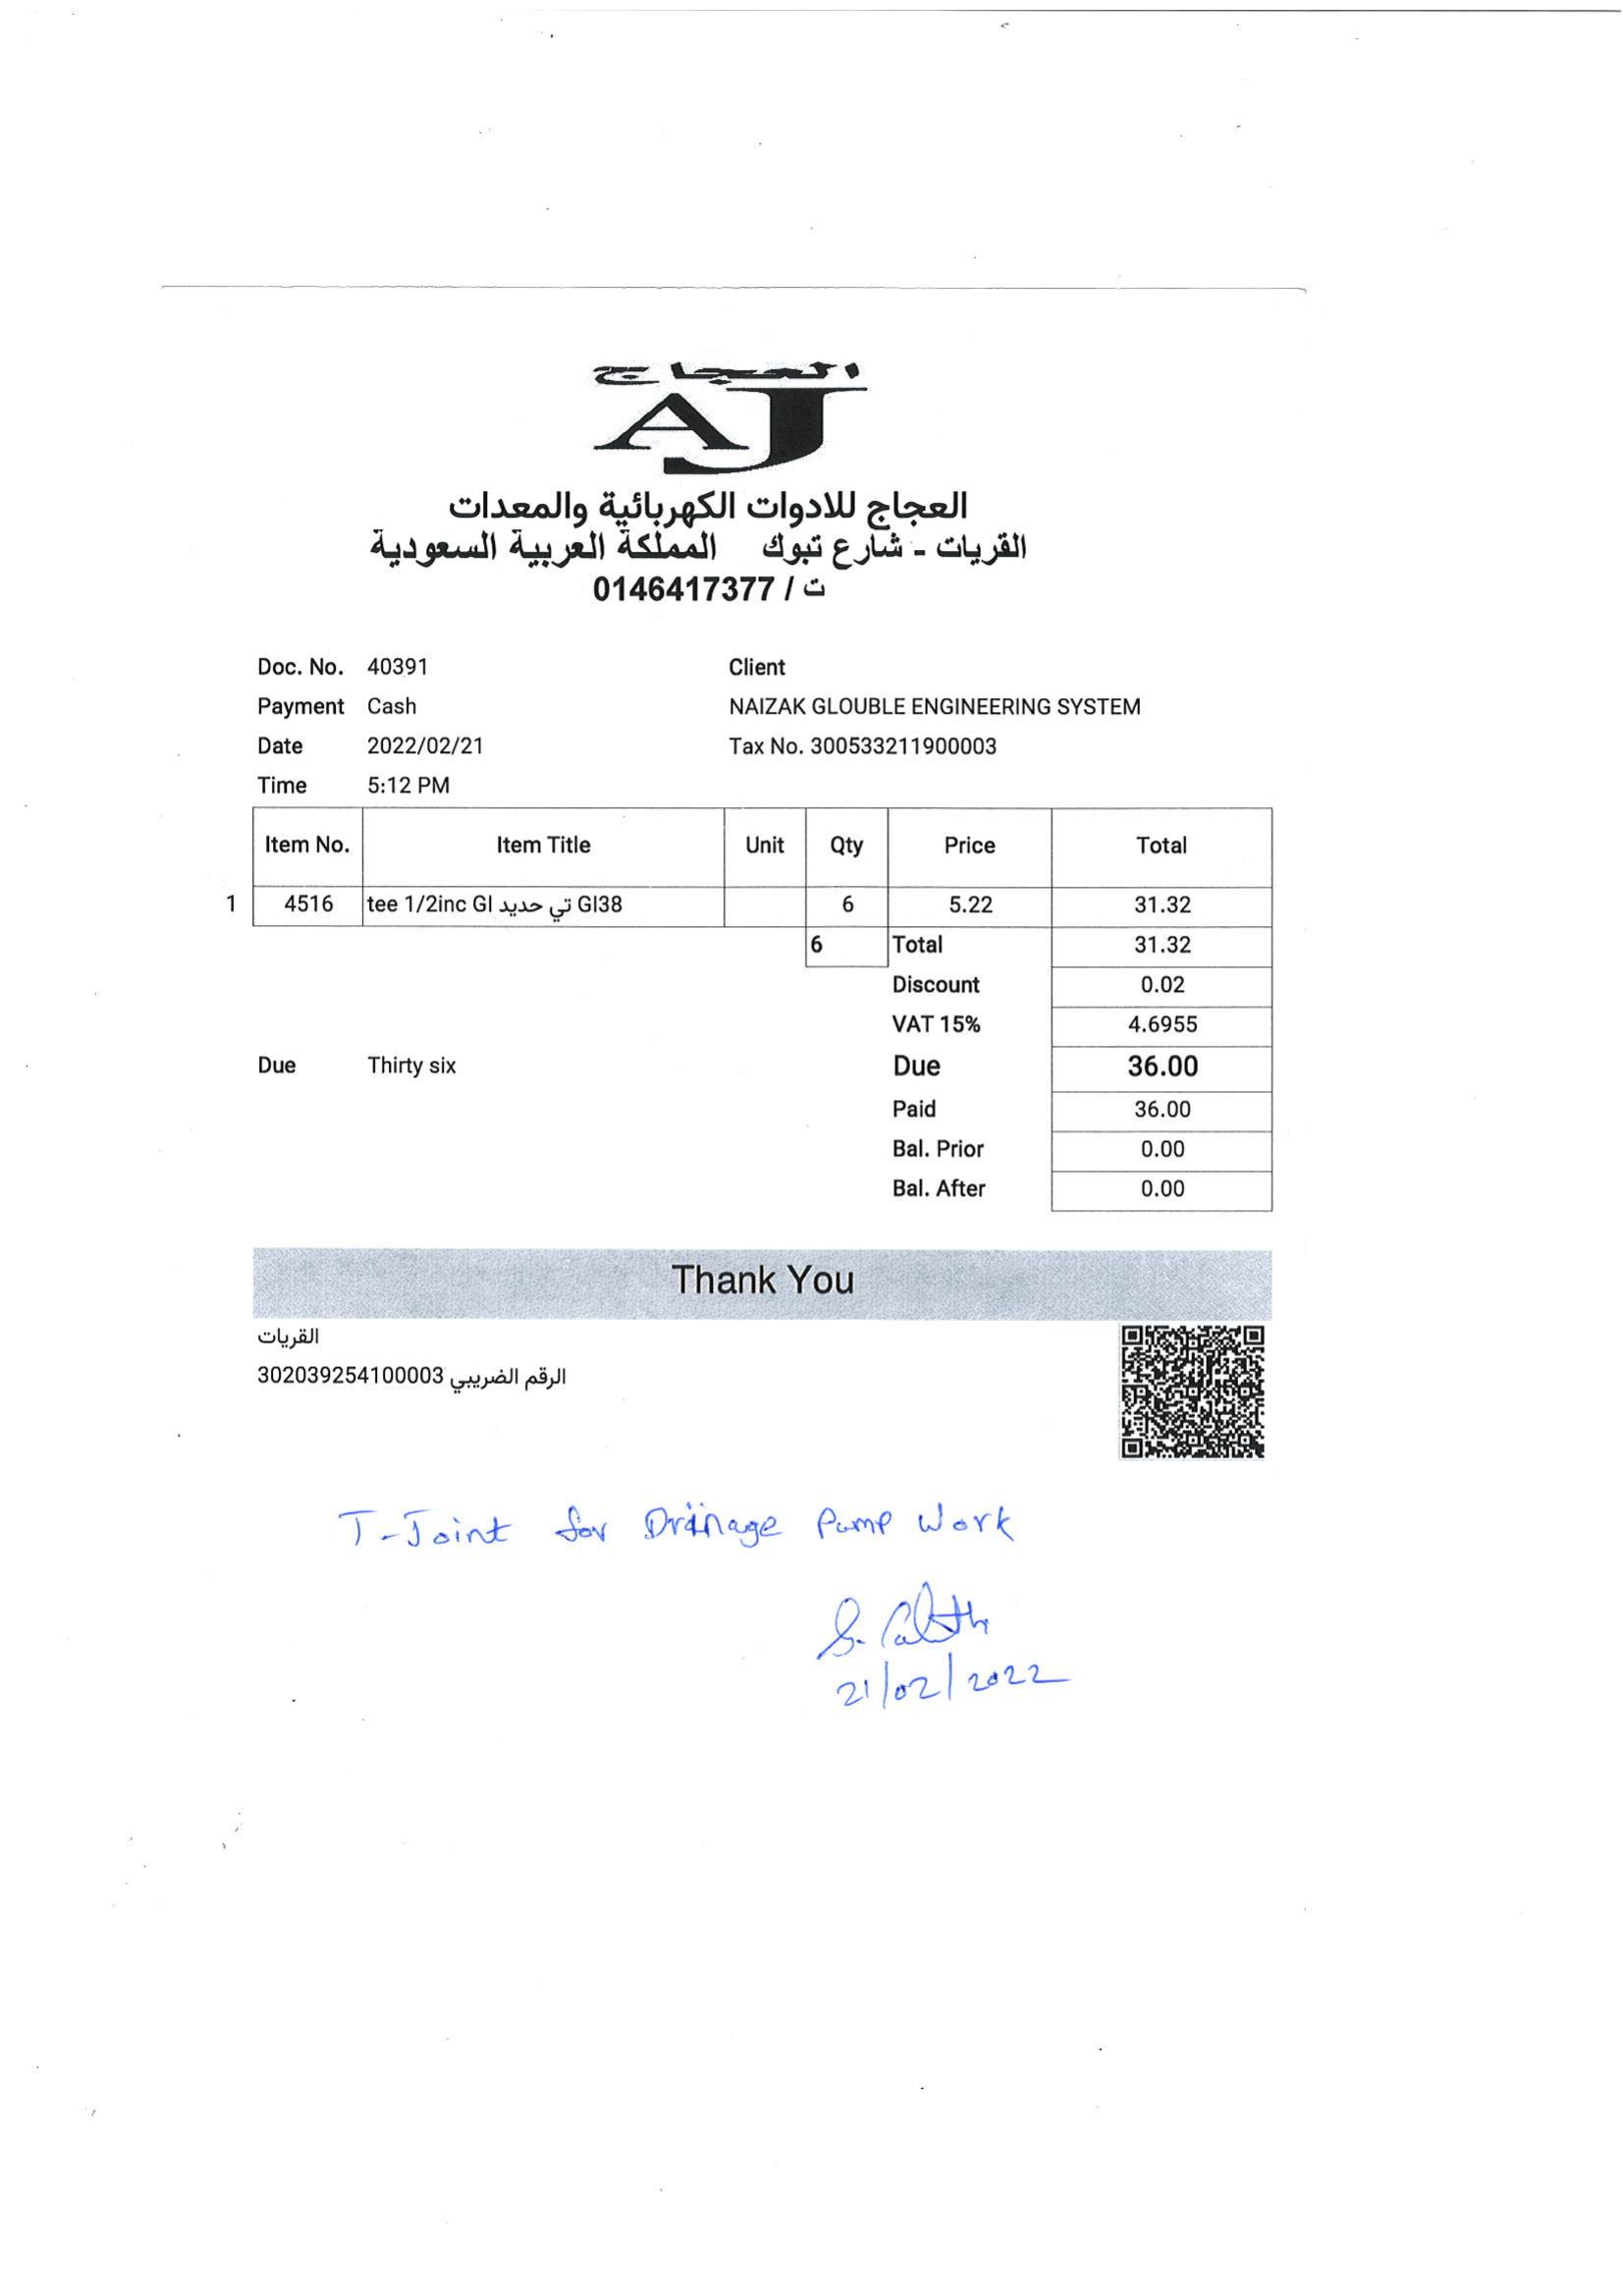 العجاج
AJ
العجاج للادوات الكهربائية والمعدات
القريات - شارع تبوك المملكة العربية السعودية
ت / 0146417377
Doc. No. 40391 Client
Payment Cash NAIZAK GLOUBLE ENGINEERING SYSTEM
Date 2022/02/21 Tax No. 300533211900003
Time 5:12 PM
Item No. Item Title Unit Qty Price Total
1 4516 tee 1/2inc GI تي حديد GI38 6 5.22 31.32
6 Total 31.32
Discount 0.02
VAT 15% 4.6955
Due Thirty six Due 36.00
Paid 36.00
Bal. Prior 0.00
Bal. After 0.00
Thank You
القريات
الرقم الضريبي 302039254100003
T-Joint for Drainage Pump Work
21/02/2022